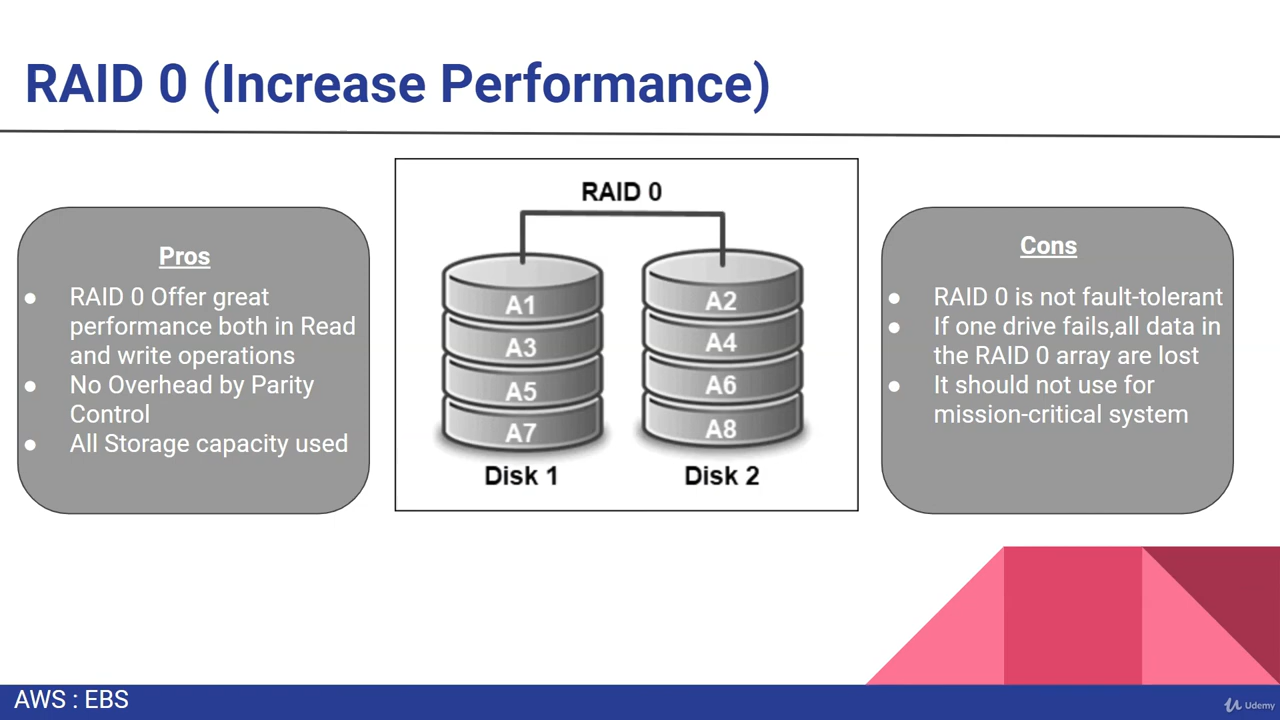 RAID 0 (Increase Performance)
Pros
RAID 0 Offer great
performance both in Read
and write operations
No Overhead by Parity
Control
All Storage capacity used
RAID 0
A1
A3
A5
A7
Disk 1
A2
A4
A6
A8
Disk 2
Cons
RAID 0 is not fault-tolerant
If one drive fails,all data in
the RAID 0 array are lost
It should not use for
mission-critical system
AWS : EBS
Udemy